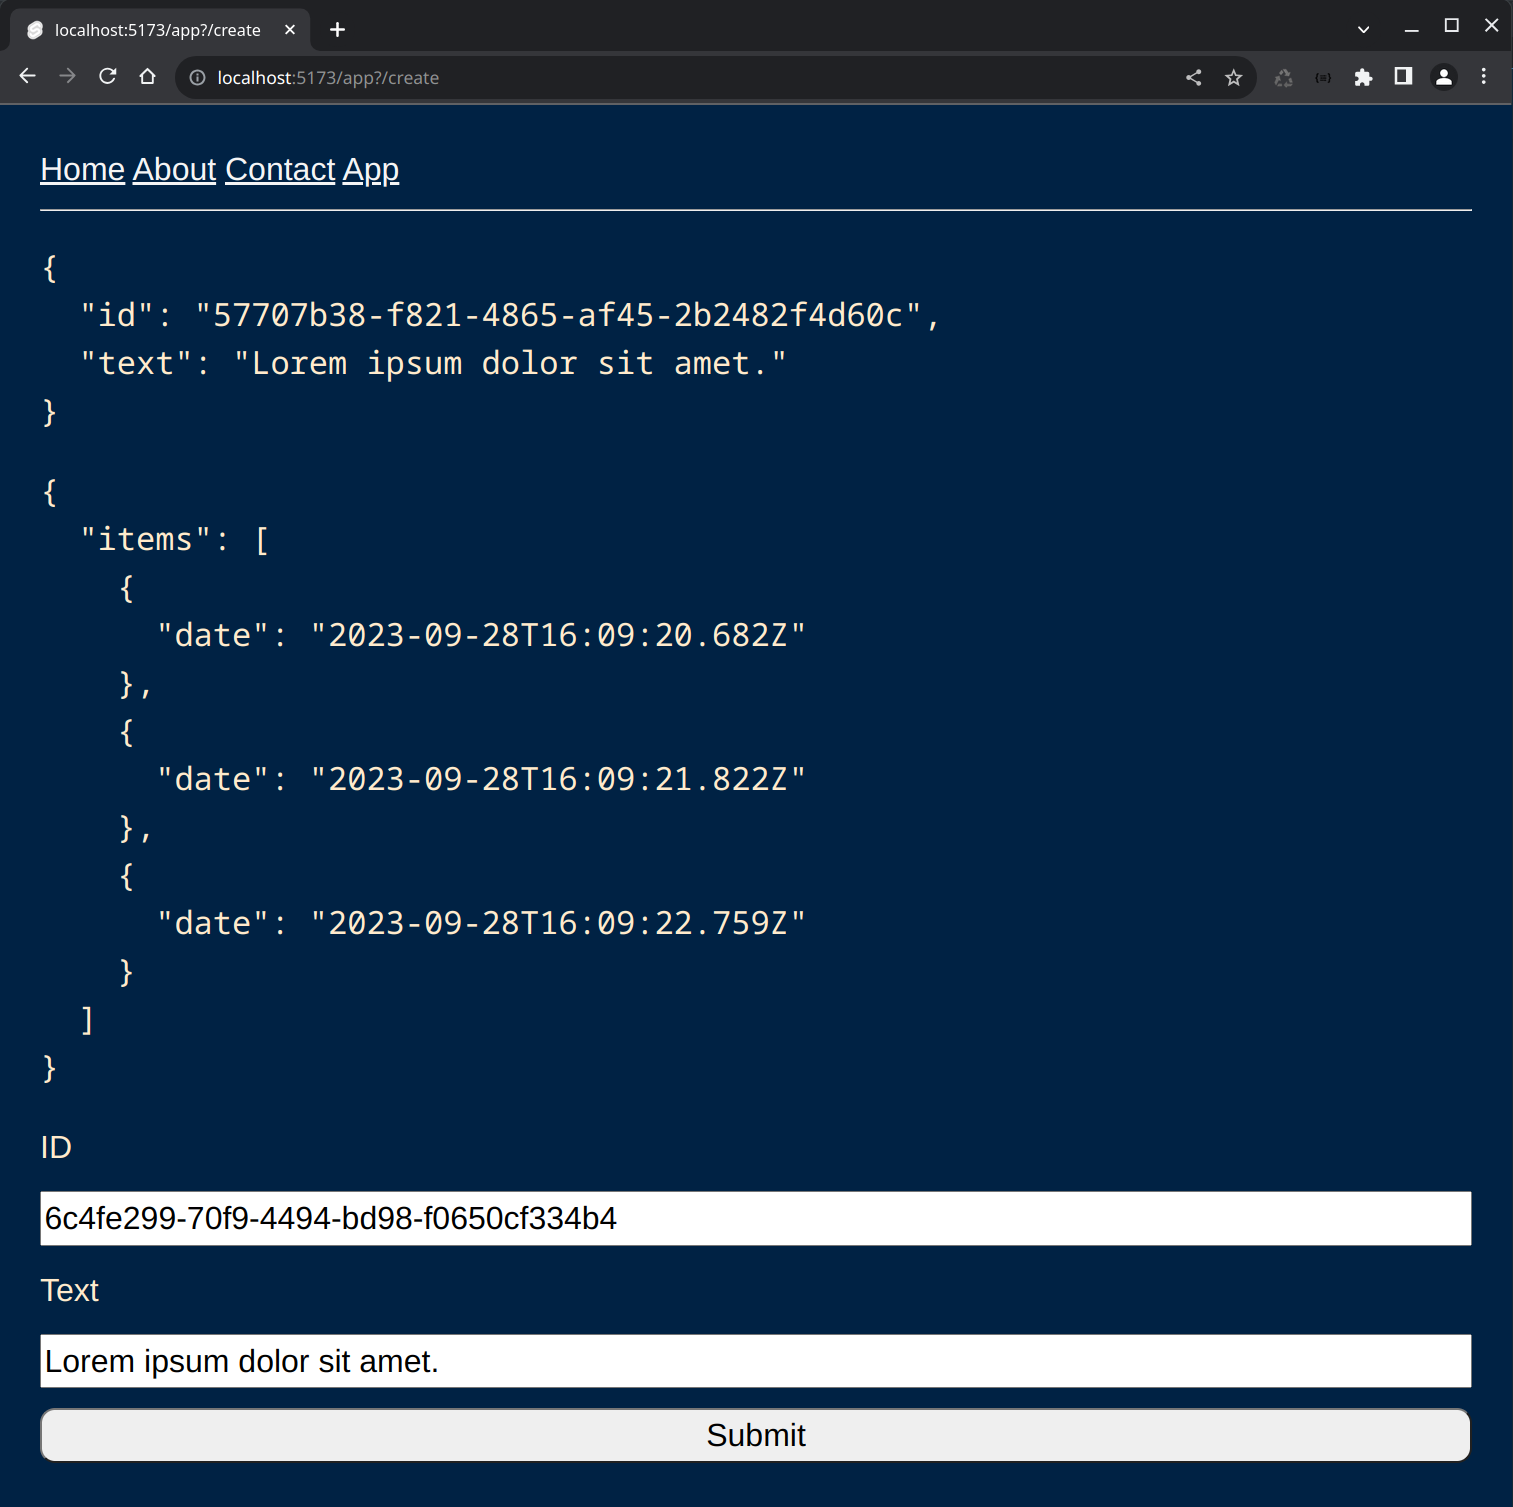 localhost:5173/app?/create
localhost:5173/app?/create
Home About Contact App
{
  "id": "57707b38-f821-4865-af45-2b2482f4d60c",
  "text": "Lorem ipsum dolor sit amet."
}
{
  "items": [
    {
      "date": "2023-09-28T16:09:20.682Z"
    },
    {
      "date": "2023-09-28T16:09:21.822Z"
    },
    {
      "date": "2023-09-28T16:09:22.759Z"
    }
  ]
}
ID
6c4fe299-70f9-4494-bd98-f0650cf334b4
Text
Lorem ipsum dolor sit amet.
Submit